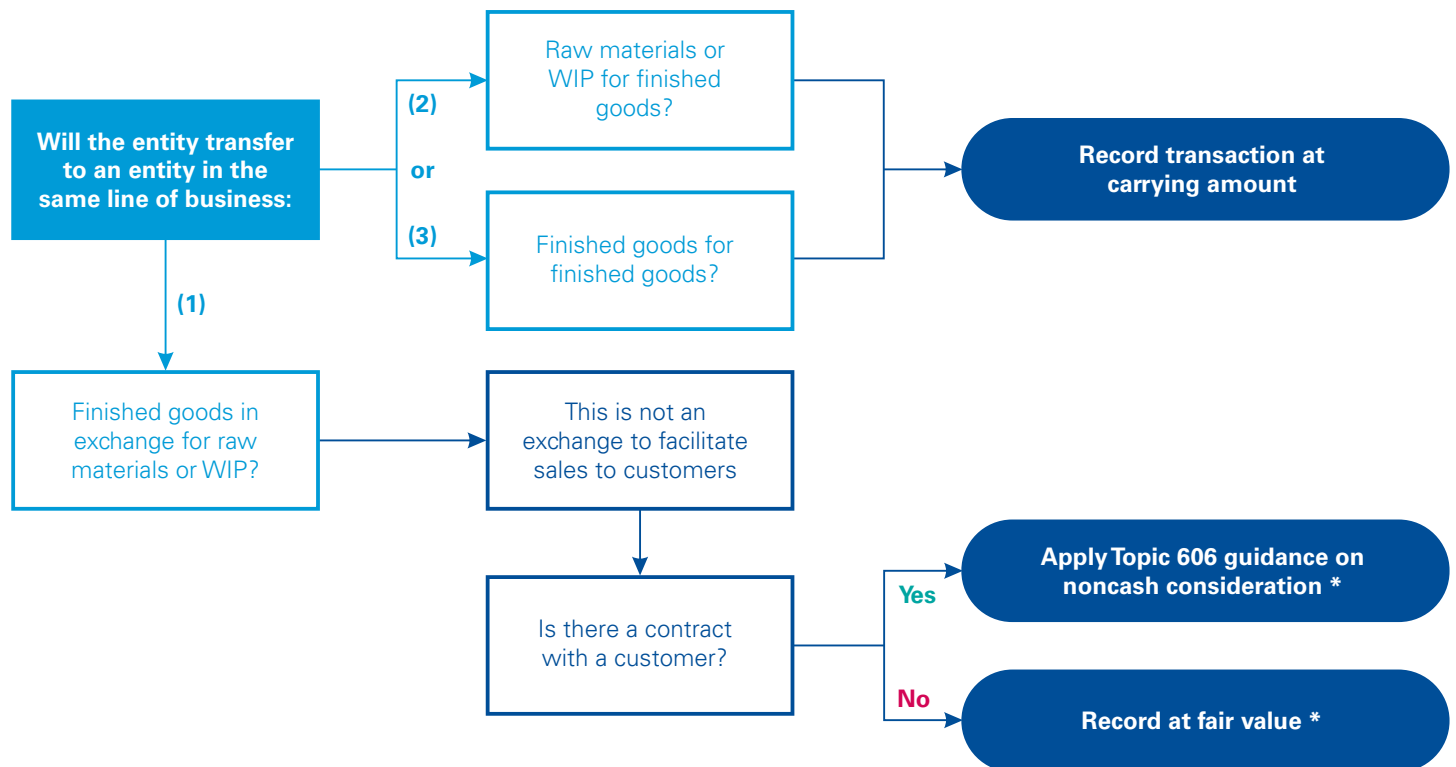 Will the entity transfer
to an entity in the
same line of business:
(2)
or
(3)
(1)
Raw materials or
WIP for finished
goods?
Finished goods for
finished goods?
Record transaction at
carrying amount
Finished goods in
exchange for raw
materials or WIP?
This is not an
exchange to facilitate
sales to customers
Is there a contract
with a customer?
Yes
No
Apply Topic 606 guidance on
noncash consideration *
Record at fair value *